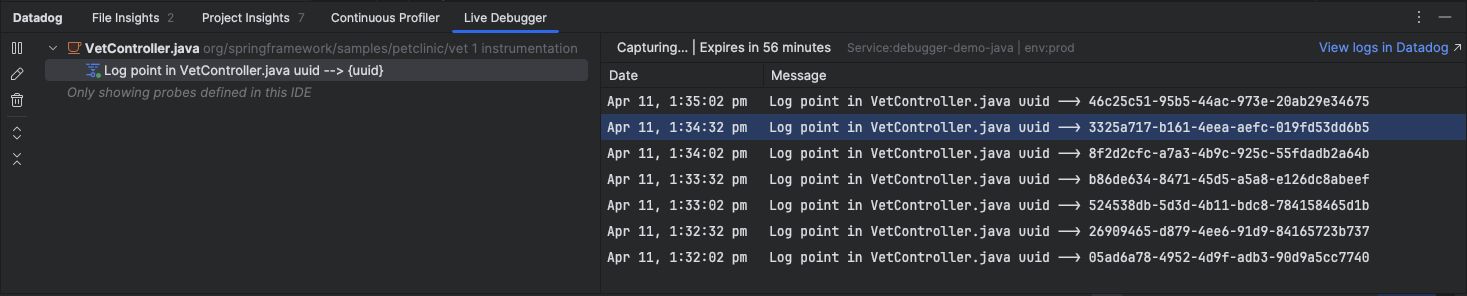 Datadog File Insights 2 Project Insights 7 Continuous Profiler Live Debugger
VetController.java org/springframework/samples/petclinic/vet 1 instrumentation
Log point in VetController.java uuid --> {uuid}
Only showing probes defined in this IDE
Capturing... | Expires in 56 minutes Service:debugger-demo-java | env:prod View logs in Datadog
Date Message
Apr 11, 1:35:02 pm Log point in VetController.java uuid --> 46c25c51-95b5-44ac-973e-20ab29e34675
Apr 11, 1:34:32 pm Log point in VetController.java uuid --> 3325a717-b161-4eea-aefc-019fd53dd6b5
Apr 11, 1:34:02 pm Log point in VetController.java uuid --> 8f2d2cfc-a7a3-4b9c-925c-55fdadb2a64b
Apr 11, 1:33:32 pm Log point in VetController.java uuid --> b86de634-8471-45d5-a5a8-e126dc8abeef
Apr 11, 1:33:02 pm Log point in VetController.java uuid --> 524538db-5d3d-4b11-bdc8-784158465d1b
Apr 11, 1:32:32 pm Log point in VetController.java uuid --> 26909465-d879-4ee6-91d9-84165723b737
Apr 11, 1:32:02 pm Log point in VetController.java uuid --> 05ad6a78-4952-4d9f-adb3-90d9a5cc7740